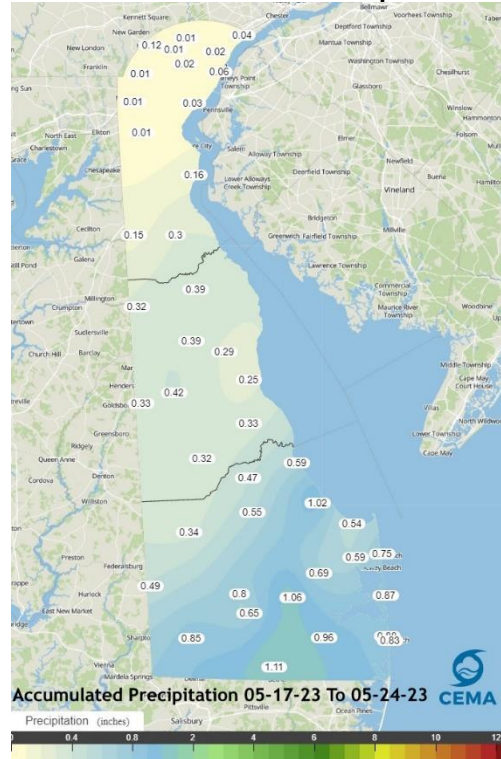 Kennett Square
Chester
Bellmawr
Voorhees Township
New Garden
Deptford Township
0.01
0.04
Mantua Township
0.12
0.01
New London
0.01
0.02
Washington Township
Franklin
0.02
0.06
Township
Chesilhurst
0.01
Glassboro
0.01
0.03
Pennsville
Winslow
Hammonton
North East
Elkton
0.01
Elmer
Folsom
Charlestown
Salem
Alloway Township
Newfield
Chesapeake
0.16
Lower Alloways
Creek Township
Deerfield Township
Buena
Hamilton
Vineland
Bridgeton
Cecilton
0.15
0.3
Greenwich
Fairfield Township
Millville
Galena
Lawrence Township
0.39
Commercial
Township
Millington
0.32
Maurice River
Township
Woodbine
Crumpton
Sudlersville
0.39
Church Hill
Barclay
0.29
Middle Township
0.25
Cape May
Court House
Henders
0.42
0.33
Goldsbo
Villas
North Wildwo
0.33
Greensboro
Lower Township
Ridgely
Cape May
Queen Anne
0.32
0.59
Cordova
Denton
0.47
Williston
1.02
0.55
0.54
0.34
Preston
0.59
0.75
Federalsburg
0.69
0.49
Hurlock
0.8
1.06
0.87
East New Market
0.65
Sharpto
0.85
0.96
0.83
Vienna
1.11
Mardela Springs
Accumulated Precipitation 05-17-23 To 05-24-23
CEMA
Pittsville
Ocean Pines
Precipitation (inches)
Salisbury
0 0.4 0.8 2 4 6 8 10 12